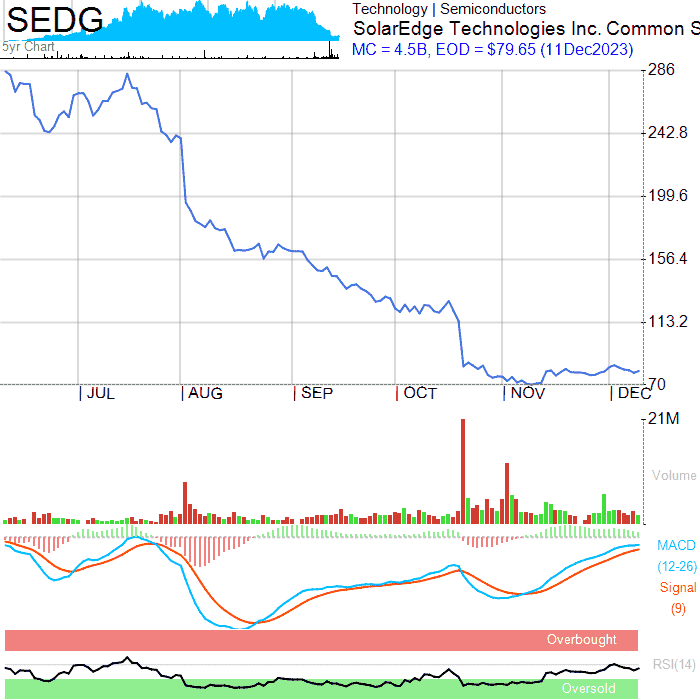 SEDG
5yr Chart
Technology | Semiconductors
SolarEdge Technologies Inc. Common S
MC = 4.5B, EOD = $79.65 (11Dec2023)
286
242.8
199.6
156.4
113.2
70
JUL
AUG
SEP
OCT
NOV
DEC
21M
Volume
MACD
(12-26)
Signal
(9)
Overbought
RSI(14)
Oversold